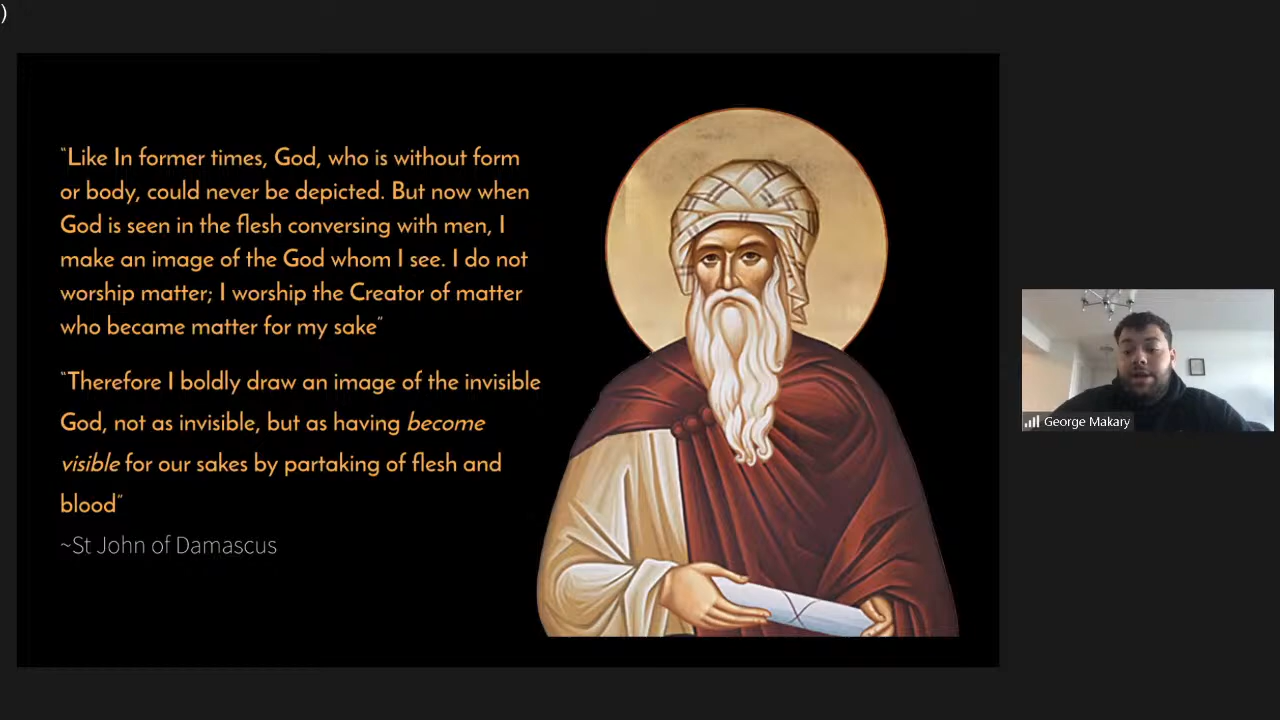 )
“Like In former times, God, who is without form
or body, could never be depicted. But now when
God is seen in the flesh conversing with men, I
make an image of the God whom I see. I do not
worship matter; I worship the Creator of matter
who became matter for my sake”
“Therefore I boldly draw an image of the invisible
God, not as invisible, but as having become
visible for our sakes by partaking of flesh and
blood”
~St John of Damascus
George Makary